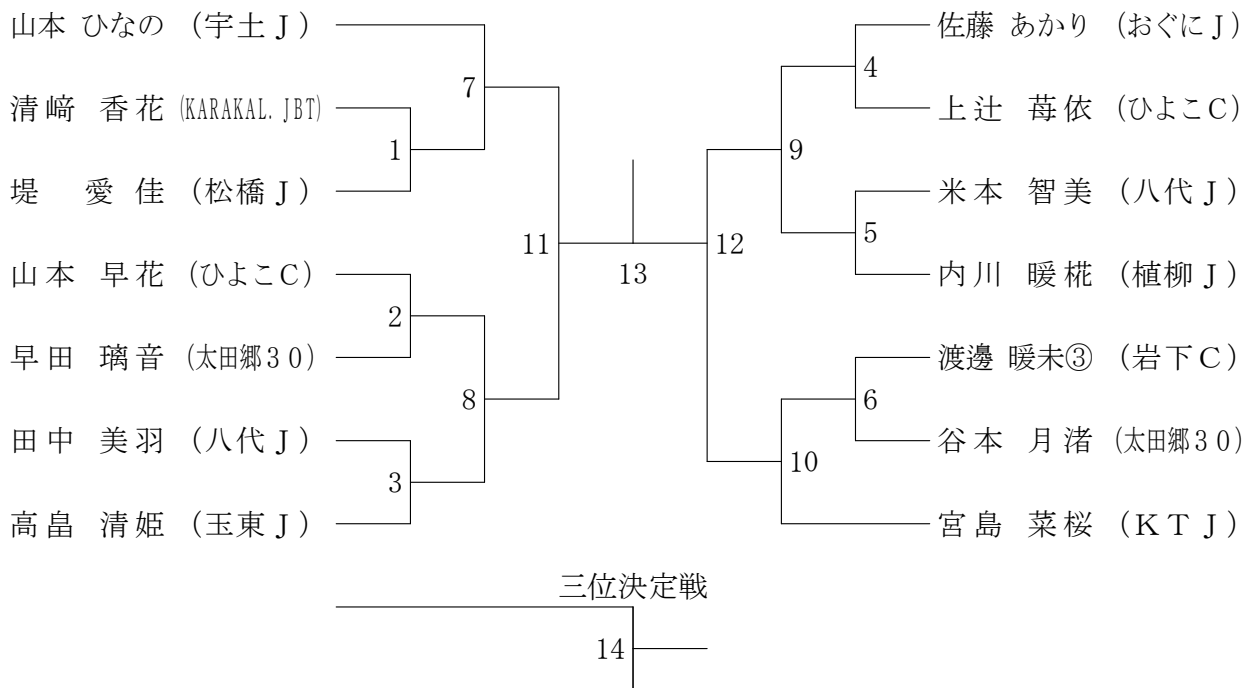 山本 ひなの (宇土J)
清﨑 香花 (KARAKAL. JBT)
堤 愛佳 (松橋J)
山本 早花 (ひよこC)
早田 璃音 (太田郷30)
田中 美羽 (八代J)
高畠 清姫 (玉東J)
1
2
3
7
8
11
13
12
9
10
4
5
6
佐藤 あかり (おぐにJ)
上辻 苺依 (ひよこC)
米本 智美 (八代J)
内川 暖椛 (植柳J)
渡邊 暖未③ (岩下C)
谷本 月渚 (太田郷30)
宮島 菜桜 (KTJ)
三位決定戦
14